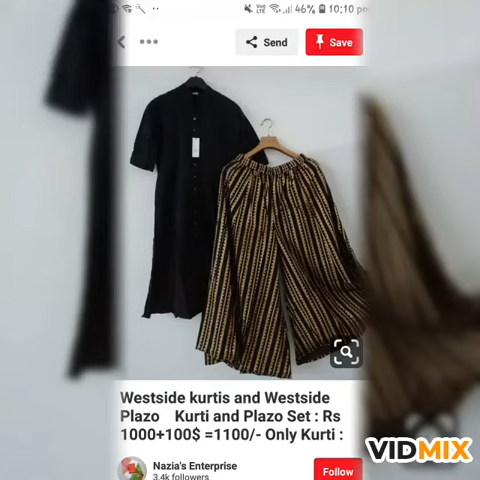 46% 10:10 pm
Send
Save
Westside kurtis and Westside
Plazo Kurti and Plazo Set : Rs
1000+100$ =1100/- Only Kurti :
Nazia's Enterprise
3.4k followers
Follow
VIDMIX